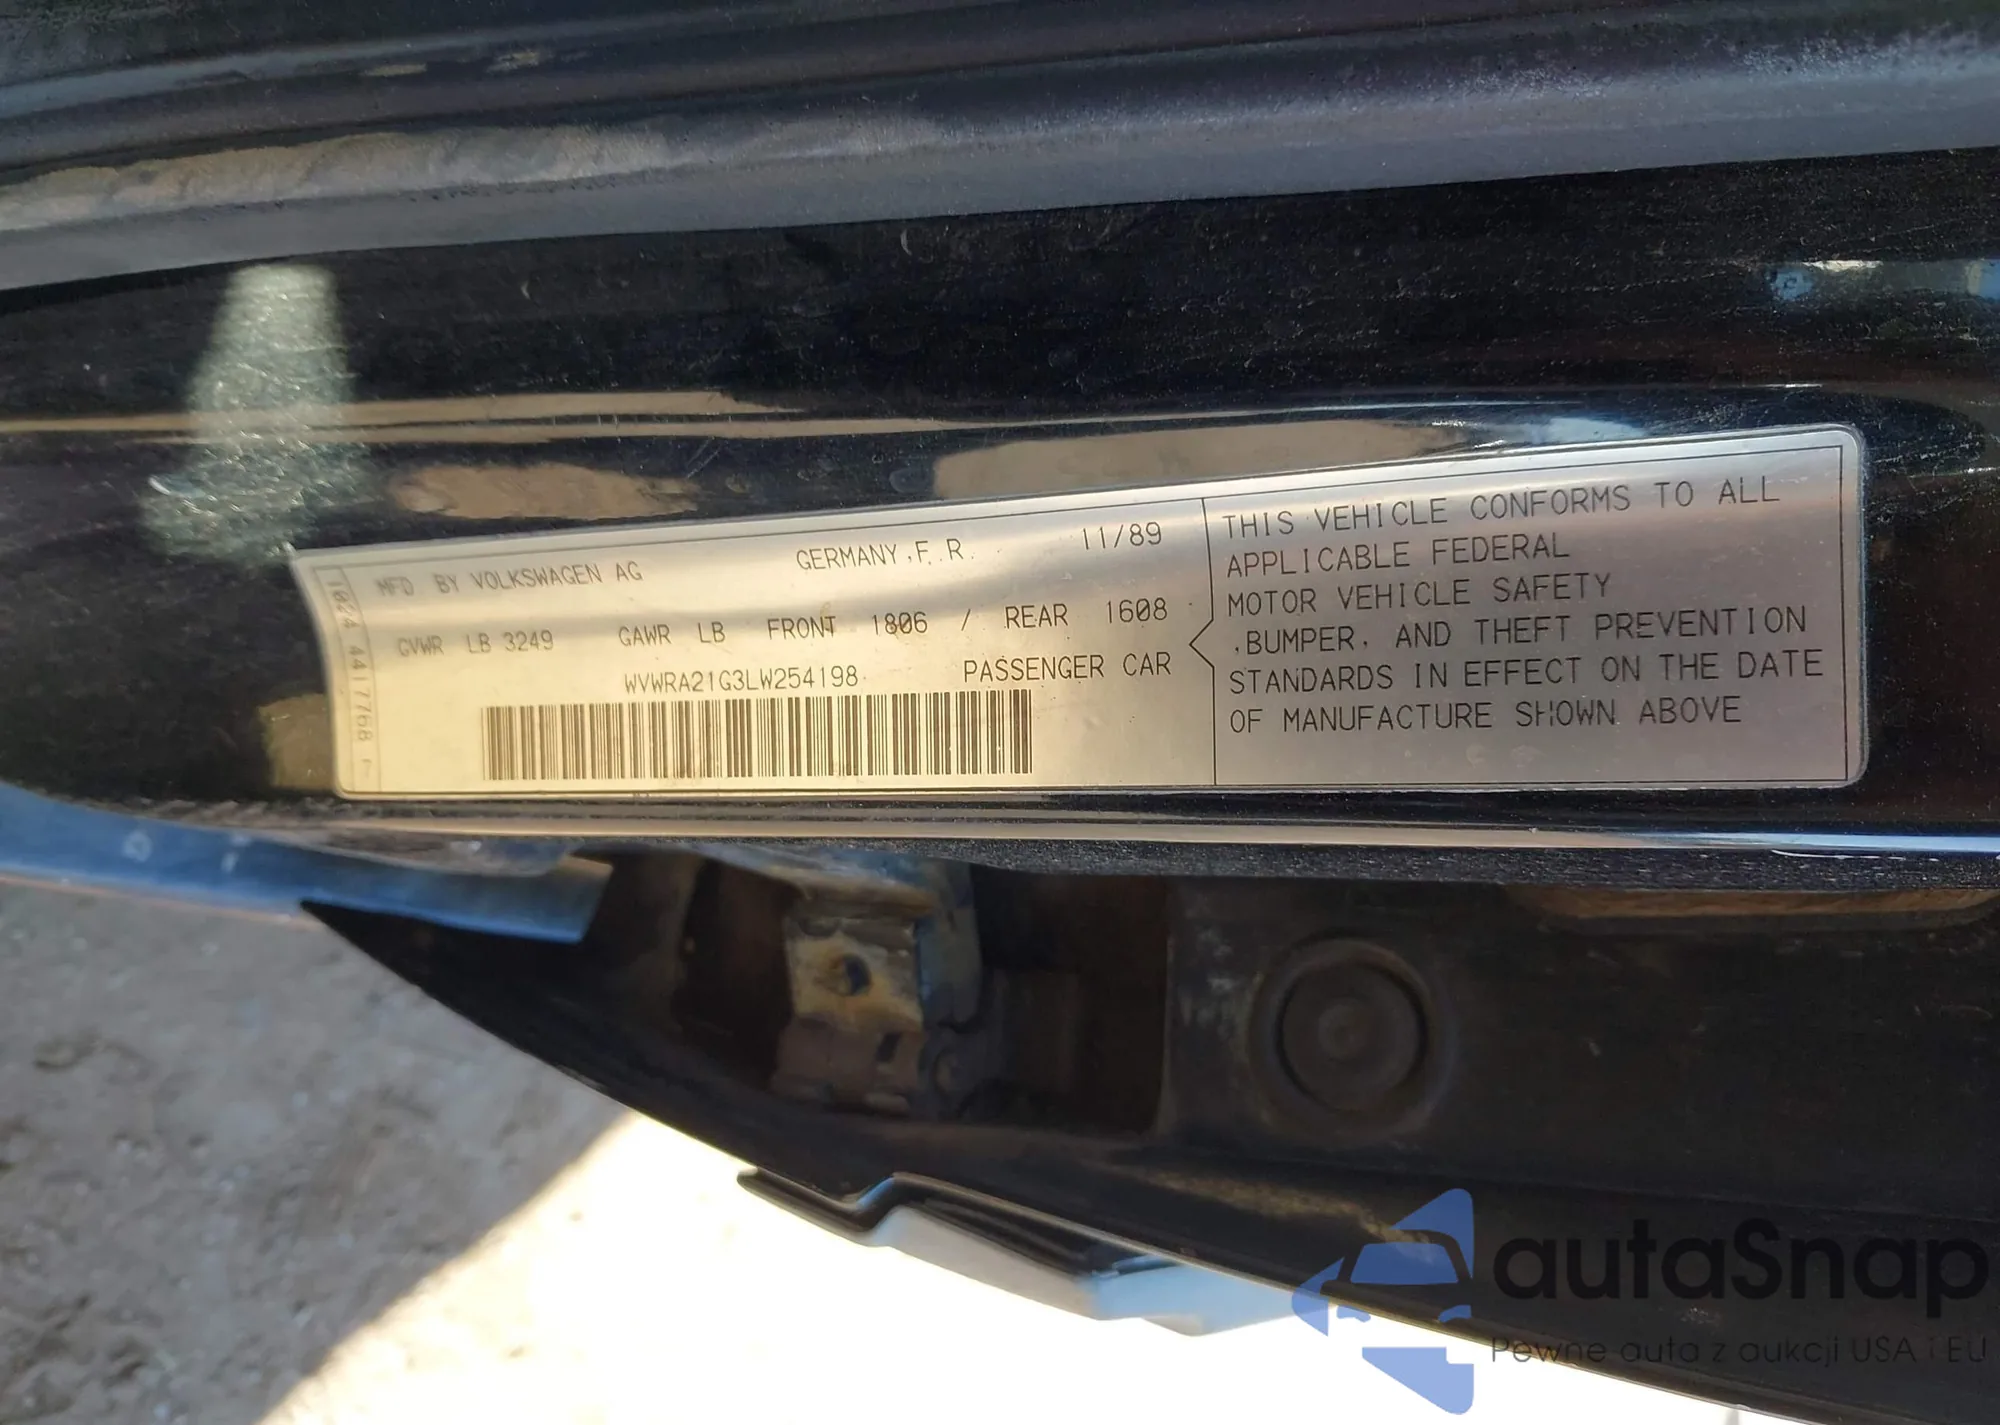 MFD BY VOLKSWAGEN AG GERMANY, F. R. 11/89
GVWR LB 3249 GAWR LB FRONT 1806 / REAR 1608
WVWRA21G3LW254198 PASSENGER CAR
THIS VEHICLE CONFORMS TO ALL
APPLICABLE FEDERAL
MOTOR VEHICLE SAFETY
,BUMPER, AND THEFT PREVENTION
STANDARDS IN EFFECT ON THE DATE
OF MANUFACTURE SHOWN ABOVE
autaSnap
Pewne auta z aukcji USA i EU